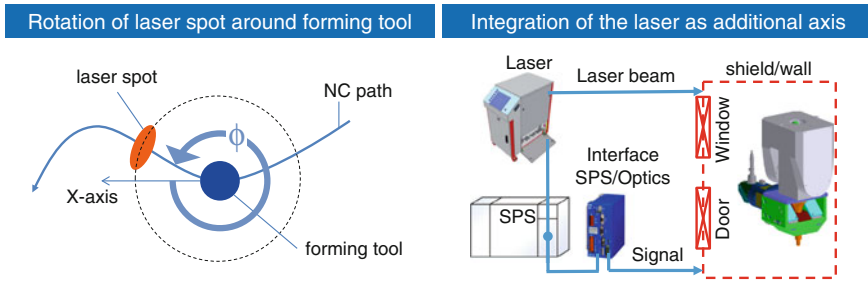 Rotation of laser spot around forming tool
laser spot
NC path
ϕ
X-axis
forming tool
Integration of the laser as additional axis
Laser
Laser beam
shield/wall
Window
Interface
SPS/Optics
SPS
Door
Signal